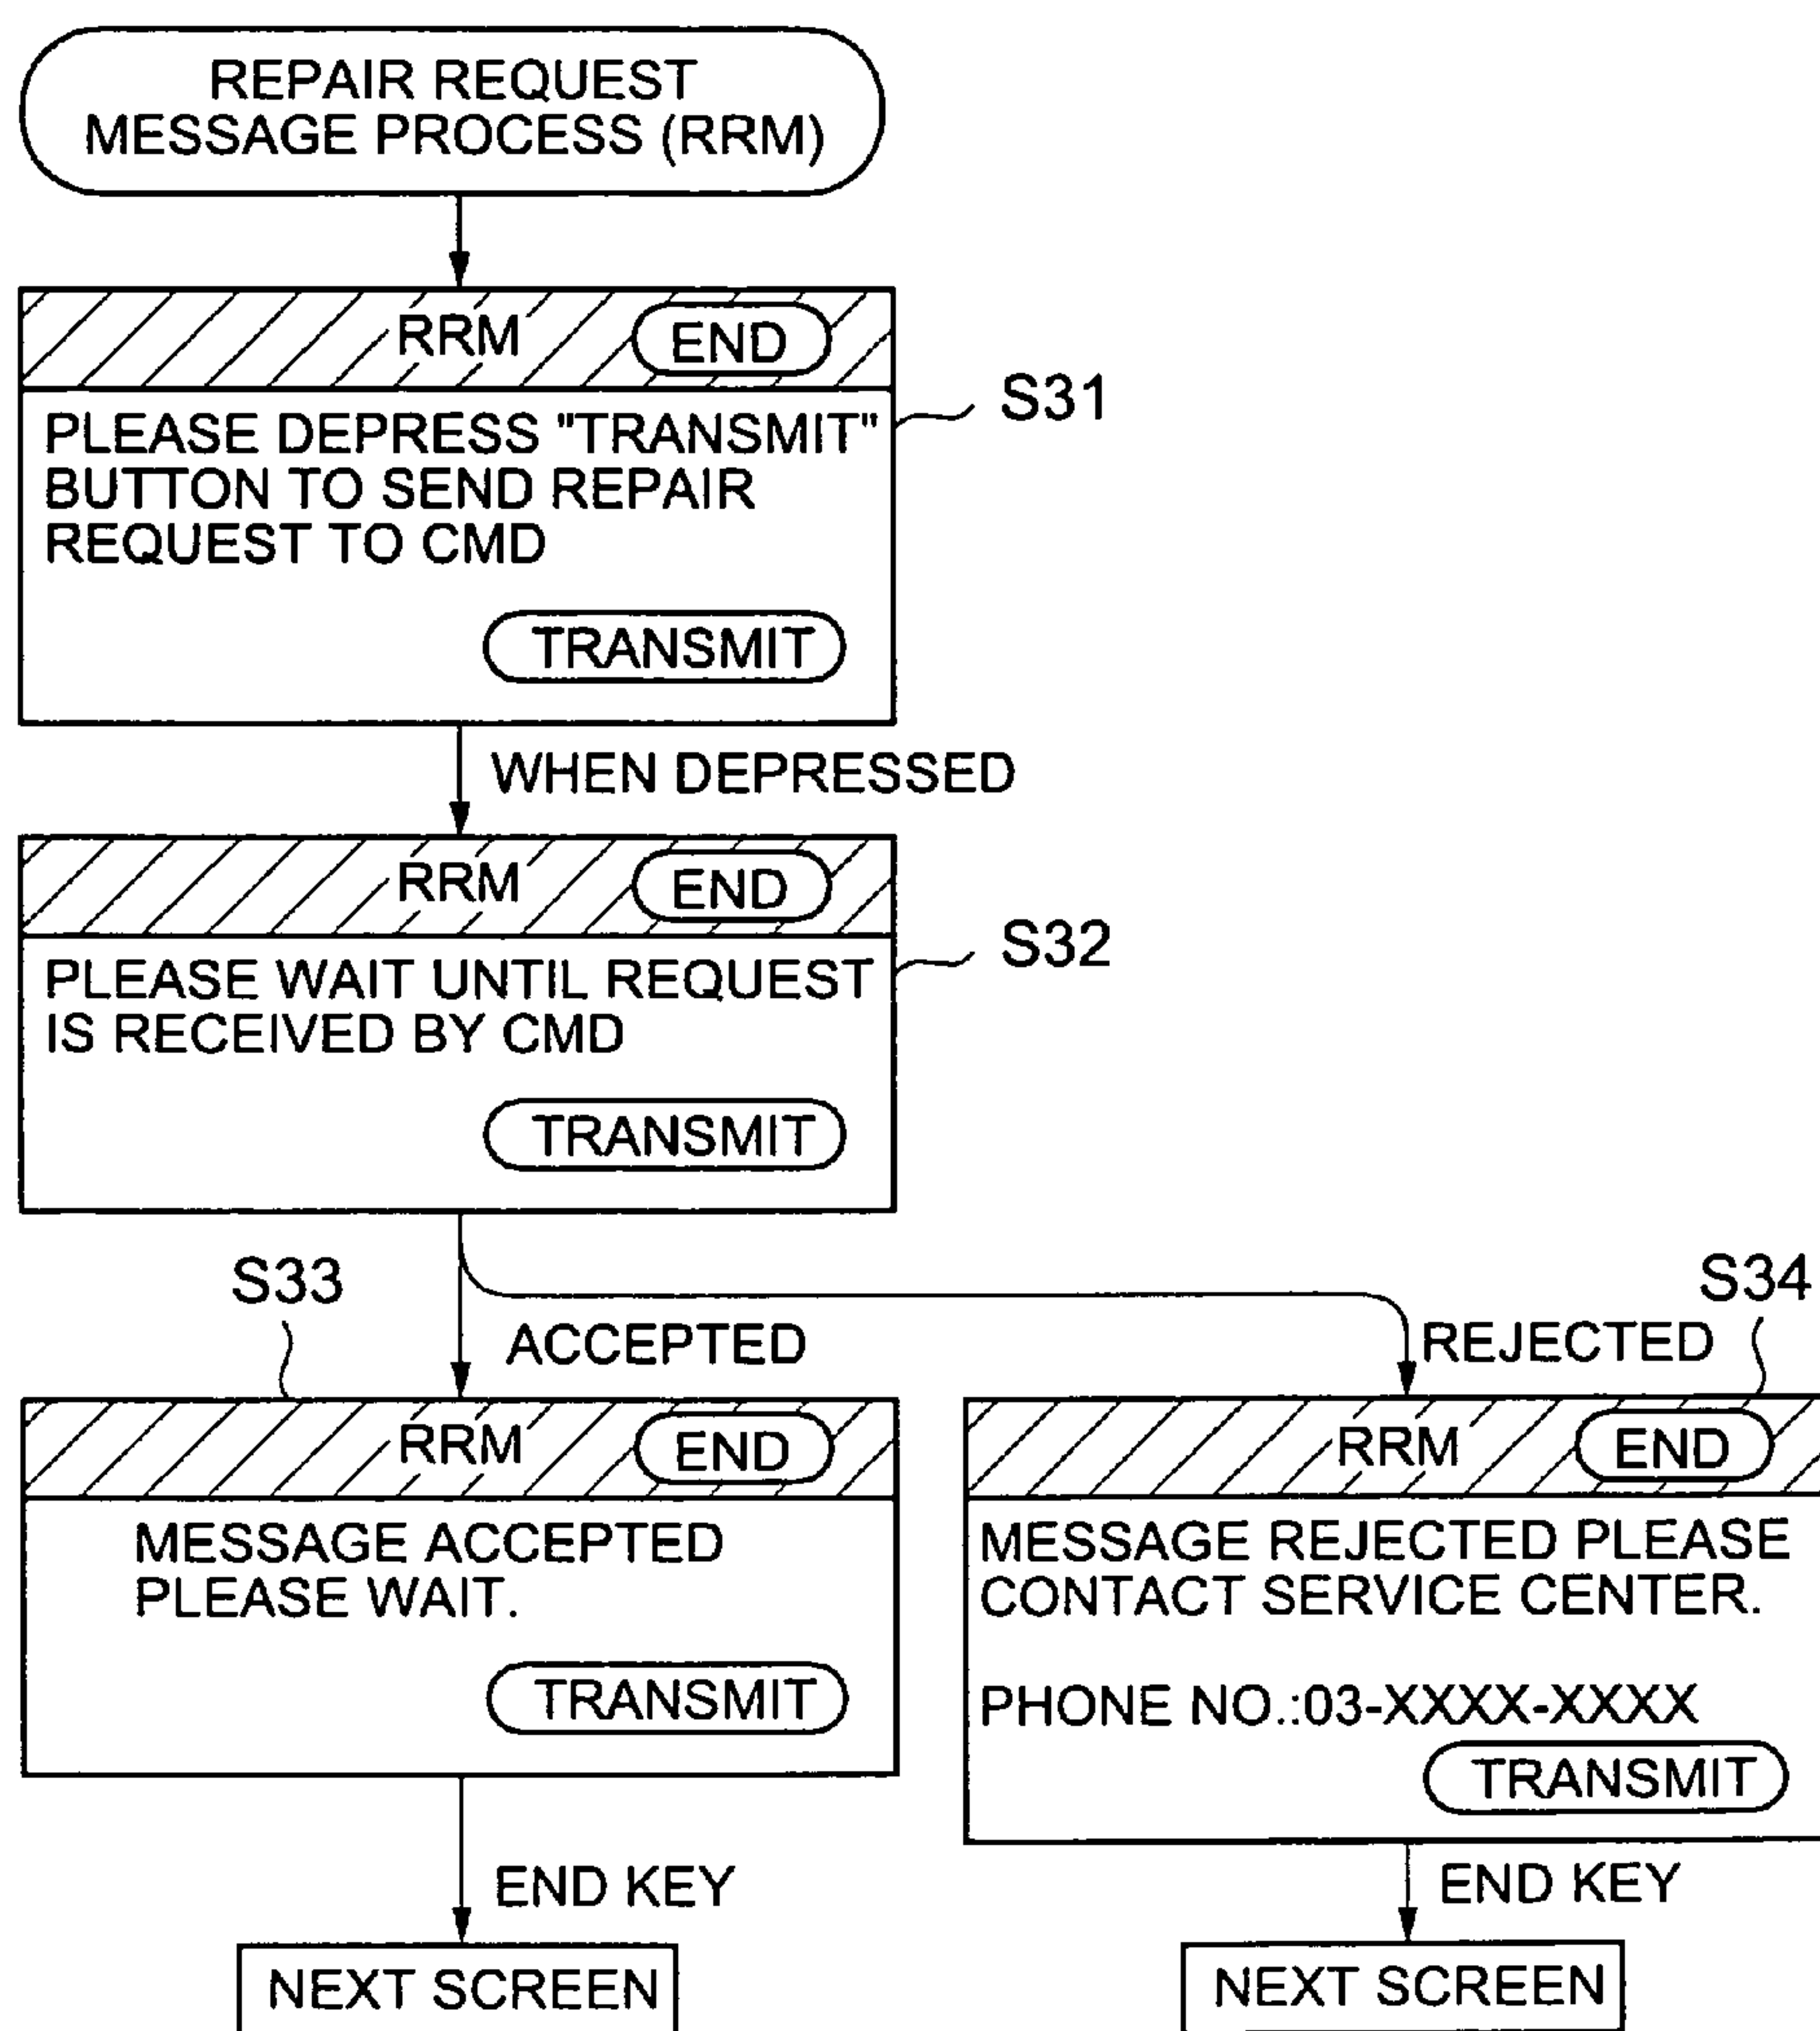 REPAIR REQUEST
MESSAGE PROCESS (RRM)
RRM
END
S31
PLEASE DEPRESS "TRANSMIT"
BUTTON TO SEND REPAIR
REQUEST TO CMD
TRANSMIT
WHEN DEPRESSED
RRM
END
S32
PLEASE WAIT UNTIL REQUEST
IS RECEIVED BY CMD
TRANSMIT
S33
ACCEPTED
RRM
END
MESSAGE ACCEPTED
PLEASE WAIT.
TRANSMIT
END KEY
NEXT SCREEN
S34
REJECTED
RRM
END
MESSAGE REJECTED PLEASE
CONTACT SERVICE CENTER.
PHONE NO.:03-XXXX-XXXX
TRANSMIT
END KEY
NEXT SCREEN